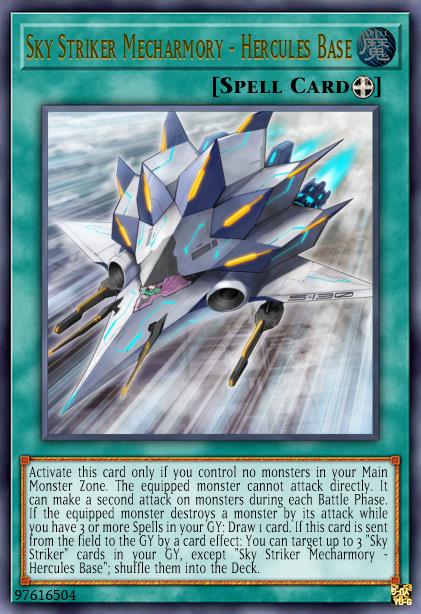 Sky Striker Mecharmory - Hercules Base
[Spell Card]
S-130
Activate this card only if you control no monsters in your Main
Monster Zone. The equipped monster cannot attack directly. It
can make a second attack on monsters during each Battle Phase.
If the equipped monster destroys a monster by its attack while
you have 3 or more Spells in your GY: Draw 1 card. If this card is sent
from the field to the GY by a card effect: You can target up to 3 "Sky
Striker" cards in your GY, except "Sky Striker Mecharmory -
Hercules Base"; shuffle them into the Deck.
97616504